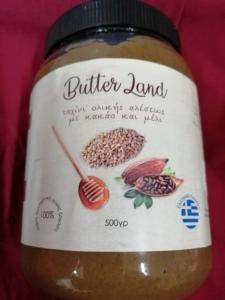 Butter Land
ταχίνι ολικής αλέσεως
με κακάο και μέλι
100%
500γρ